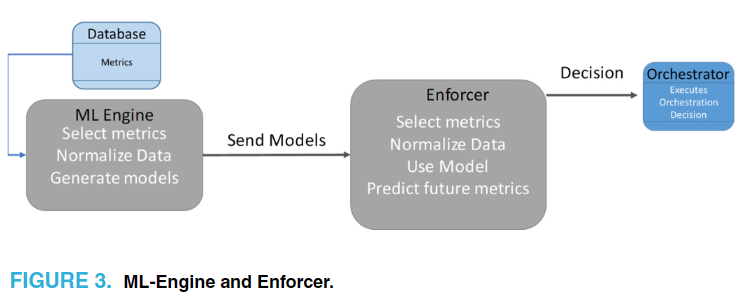 Database
Metrics
ML Engine
Select metrics
Normalize Data
Generate models
Send Models
Enforcer
Select metrics
Normalize Data
Use Model
Predict future metrics
Decision
Orchestrator
Executes
Orchestration
Decision
FIGURE 3. ML-Engine and Enforcer.